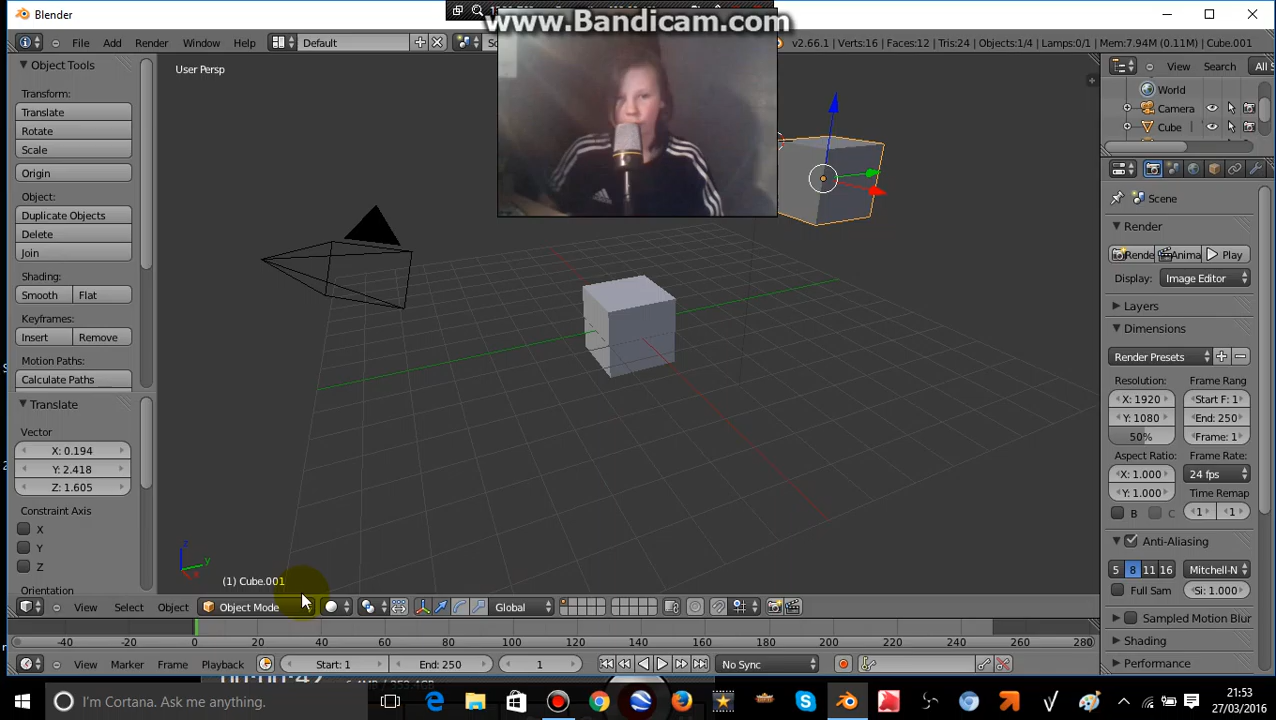 Blender
www.Bandicam.com
File Add Render Window Help Default
v2.66.1 | Verts:16 | Faces:12 | Tris:24 | Objects:1/4 | Lamps:0/1 | Mem:7.94M (0.11M) | Cube.001
Object Tools
Transform:
Translate
Rotate
Scale
Origin
Object:
Duplicate Objects
Delete
Join
Shading:
Smooth Flat
Keyframes:
Insert Remove
Motion Paths:
Calculate Paths
Translate
Vector
X: 0.194
Y: 2.418
Z: 1.605
Constraint Axis
X
Y
Z
Orientation
User Persp
(1) Cube.001
View Select Object Object Mode Global
View Search All S
World
Camera
Cube
Scene
Render
Rende Anima Play
Display: Image Editor
Layers
Dimensions
Render Presets
Resolution: Frame Rang
X: 1920 Start F: 1
Y: 1080 End: 250
50% Frame: 1
Aspect Ratio: Frame Rate:
X: 1.000 24 fps
Y: 1.000 Time Remap
B C 1 1
Anti-Aliasing
5 8 11 16 Mitchell-N
Full Sam Si: 1.000
Sampled Motion Blur
Shading
Performance
-40 -20 0 20 40 60 80 100 120 140 160 180 200 220 240 260 280
View Marker Frame Playback Start: 1 End: 250 1 No Sync
I'm Cortana. Ask me anything.
21:53
27/03/2016